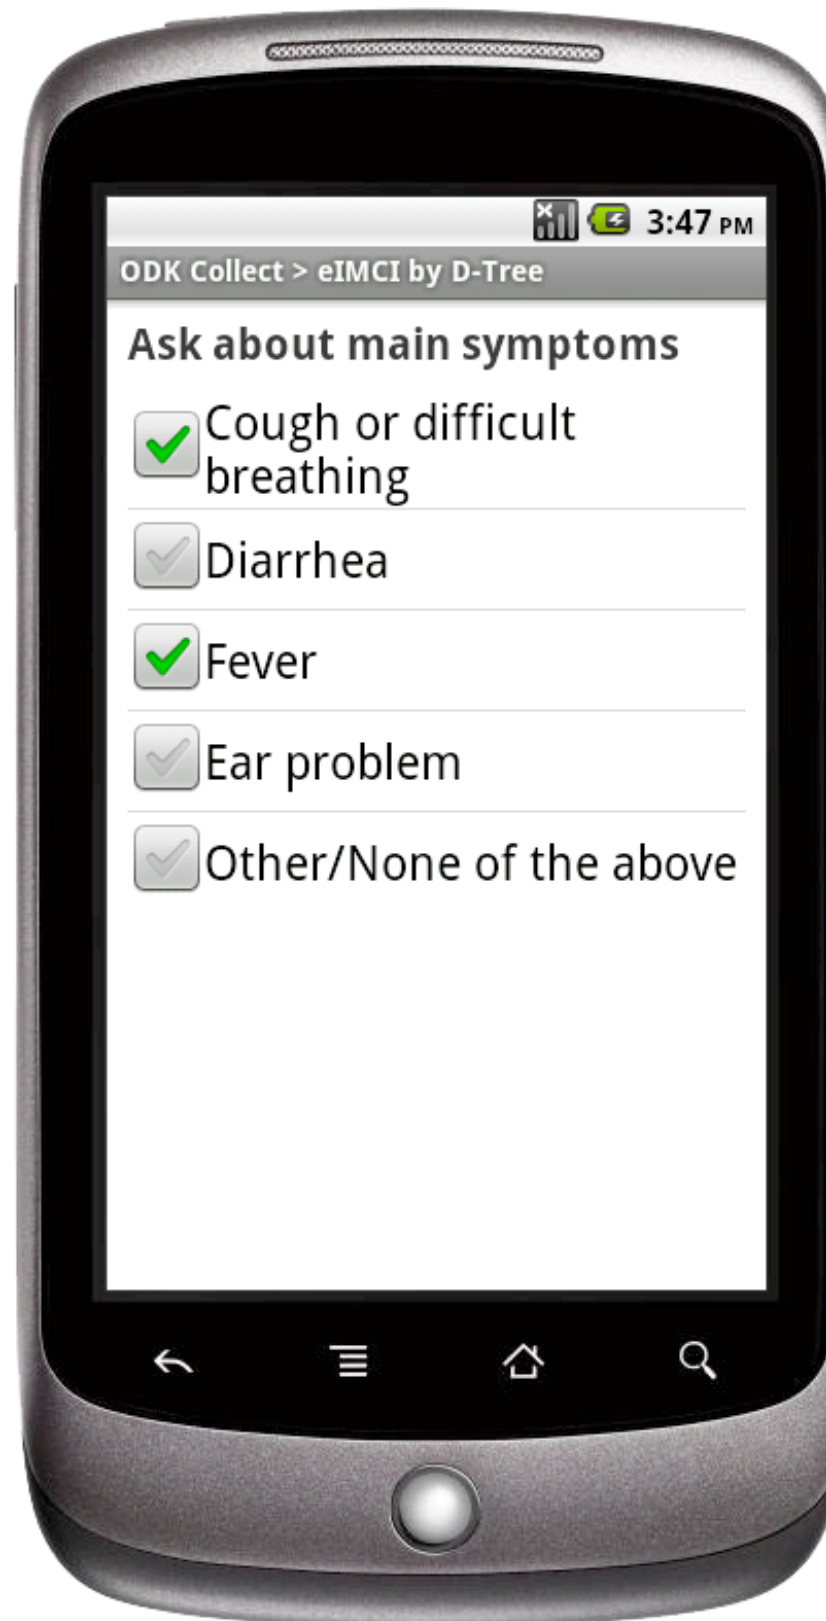 3:47 PM
ODK Collect > eIMCI by D-Tree
Ask about main symptoms
Cough or difficult
breathing
Diarrhea
Fever
Ear problem
Other/None of the above